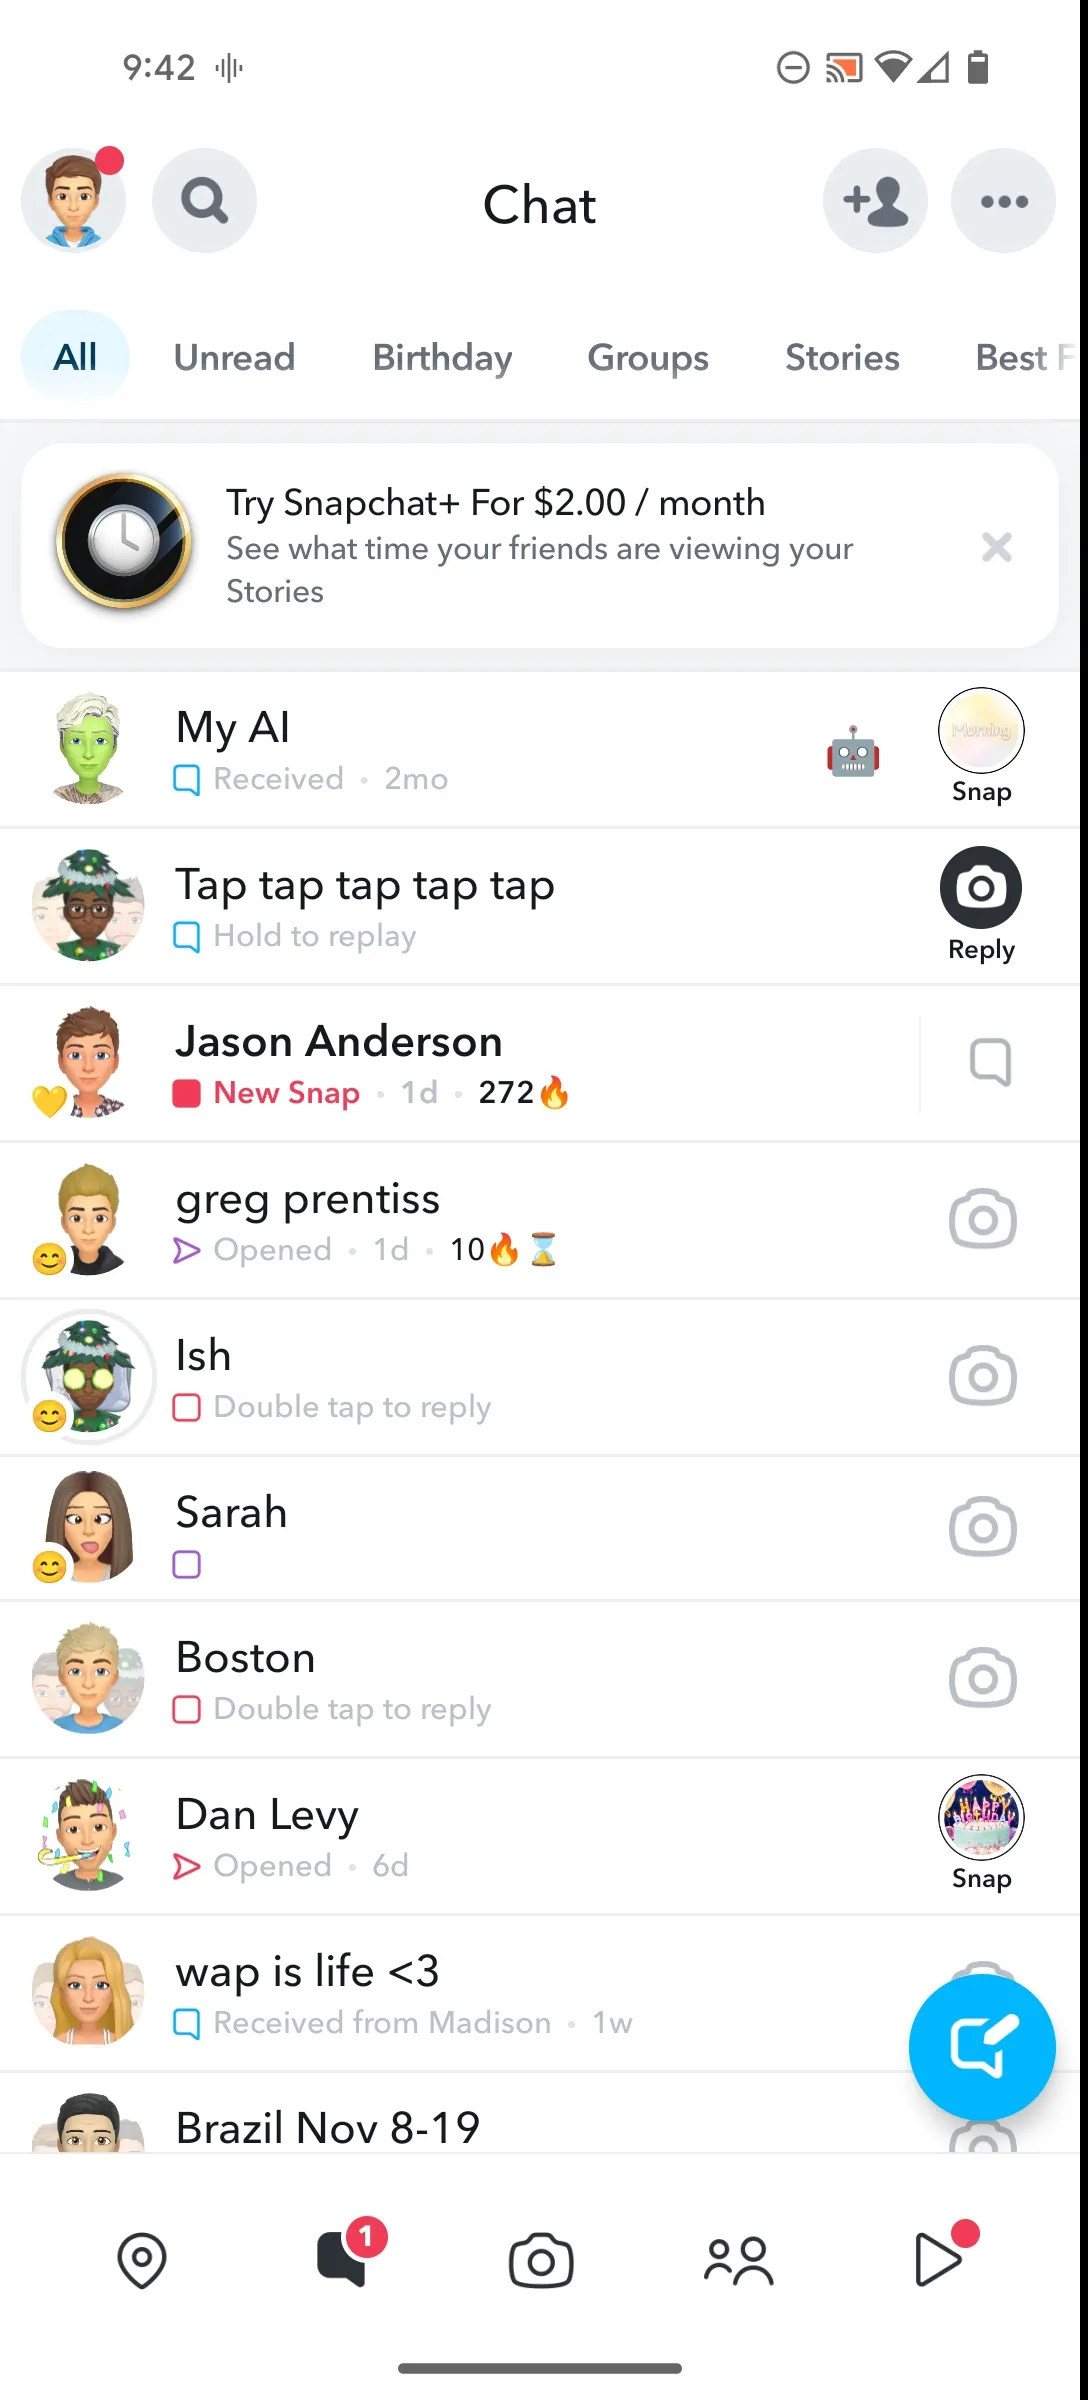 9:42
Chat
All Unread Birthday Groups Stories Best F
Try Snapchat+ For $2.00 / month
See what time your friends are viewing your
Stories
My AI
Received • 2mo
Morning
Snap
Tap tap tap tap tap
Hold to replay
Reply
Jason Anderson
New Snap • 1d • 272🔥
greg prentiss
Opened • 1d • 10🔥⌛
Ish
Double tap to reply
Sarah
Boston
Double tap to reply
Dan Levy
Opened • 6d
HAPPY
BIRTHDAY
Snap
wap is life <3
Received from Madison • 1w
Brazil Nov 8-19
1